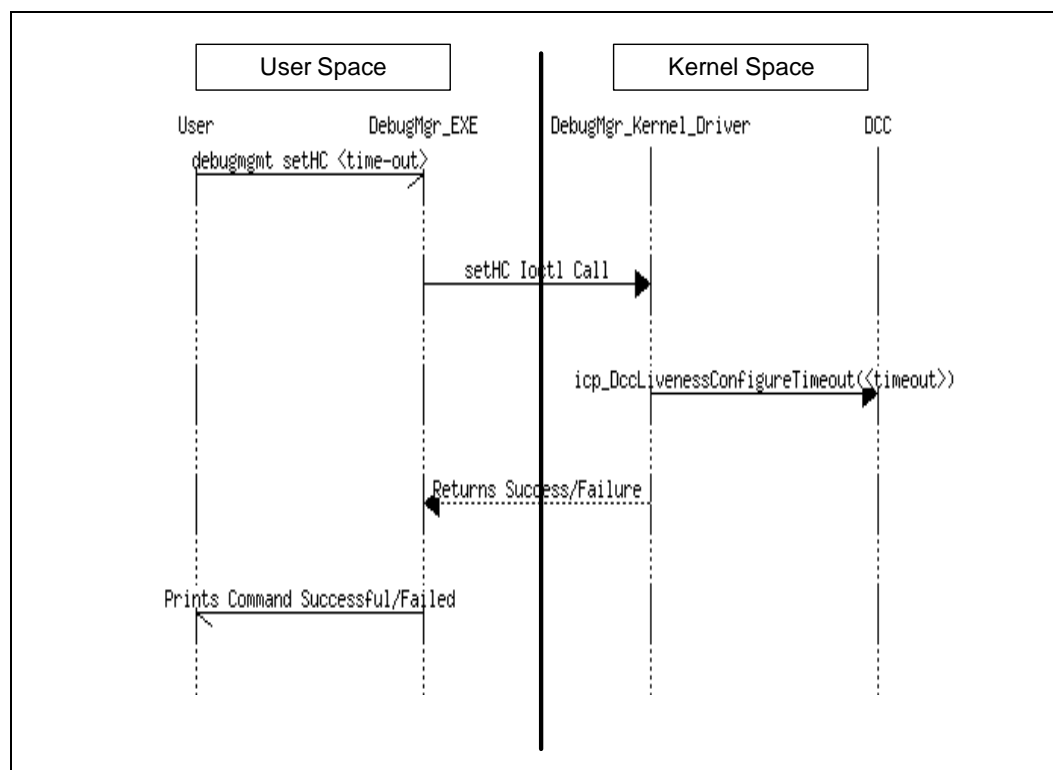 User Space
Kernel Space
User
DebugMgr_EXE
DebugMgr_Kernel_Driver
DCC
debugmgmt setHC <time-out>
setHC Ioctl Call
icp_DccLivenessConfigureTimeout(<timeout>)
Returns Success/Failure
Prints Command Successful/Failed